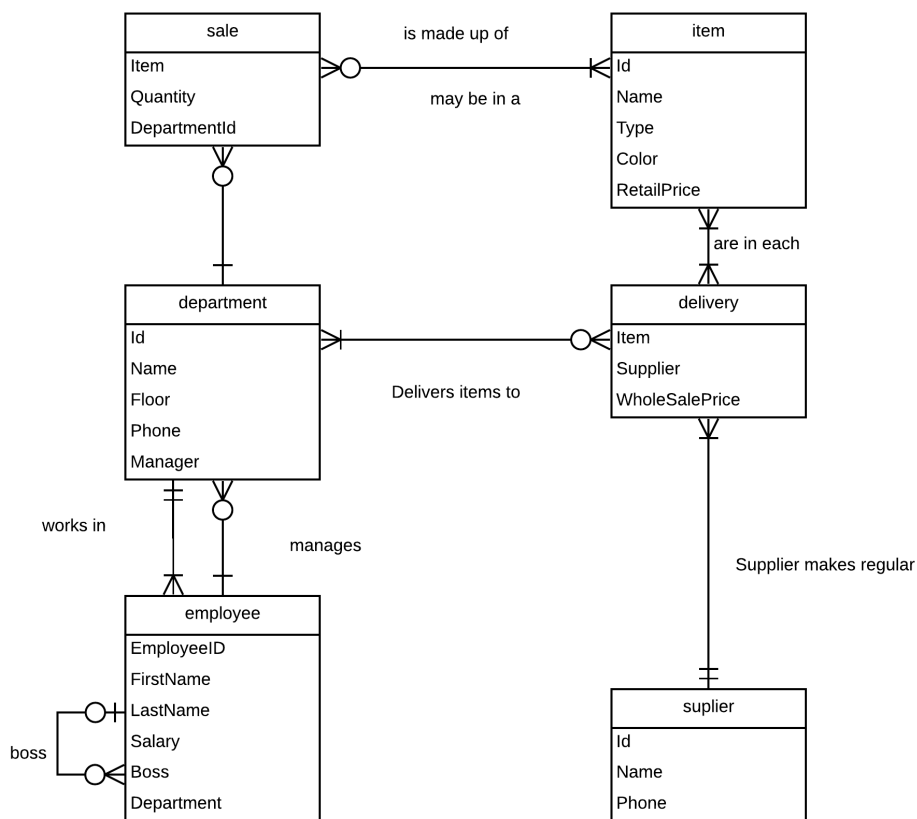 sale
Item
Quantity
DepartmentId
is made up of
may be in a
item
Id
Name
Type
Color
RetailPrice
are in each
department
Id
Name
Floor
Phone
Manager
Delivers items to
delivery
Item
Supplier
WholeSalePrice
works in
manages
Supplier makes regular
employee
EmployeeID
FirstName
LastName
Salary
Boss
Department
boss
suplier
Id
Name
Phone